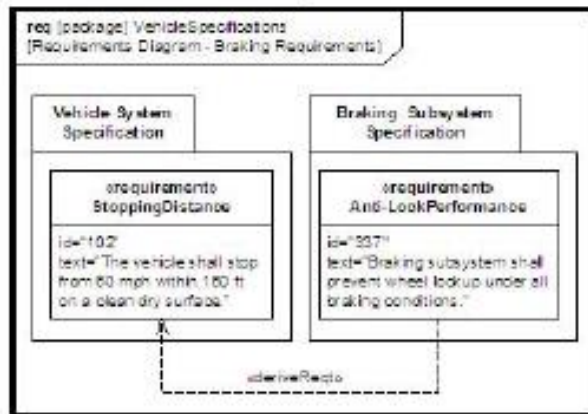 req [package] VehicleSpecifications
[Requirements Diagram - Braking Requirements]
Vehicle System
Specification
Braking Subsystem
Specification
«requirement»
StoppingDistance
id="102"
text="The vehicle shall stop
from 60 mph within 150 ft
on a clean dry surface."
«requirement»
Anti-LockPerformance
id="337"
text="Braking subsystem shall
prevent wheel lockup under all
braking conditions."
«deriveReqt»